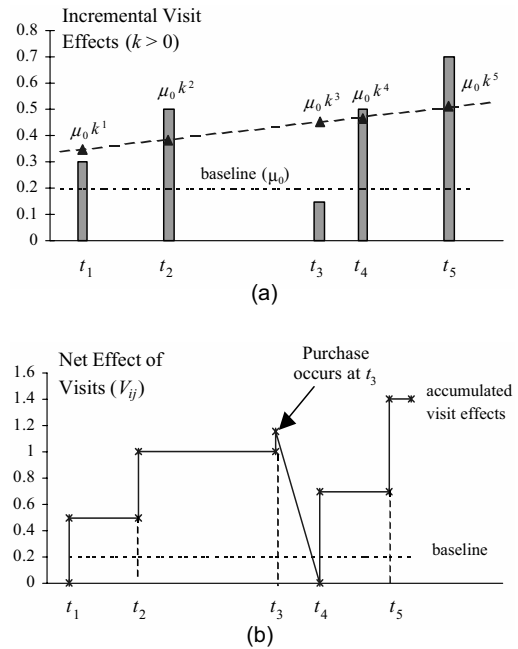 Incremental Visit
Effects (k > 0)
0.8
0.7
0.6
0.5
0.4
0.3
0.2
0.1
0
μ₀k¹
μ₀k²
μ₀k³
μ₀k⁴
μ₀k⁵
baseline (μ₀)
t₁
t₂
t₃
t₄
t₅
(a)
Net Effect of
Visits (Vᵢⱼ)
1.6
1.4
1.2
1
0.8
0.6
0.4
0.2
0
Purchase
occurs at t₃
accumulated
visit effects
baseline
t₁
t₂
t₃
t₄
t₅
(b)